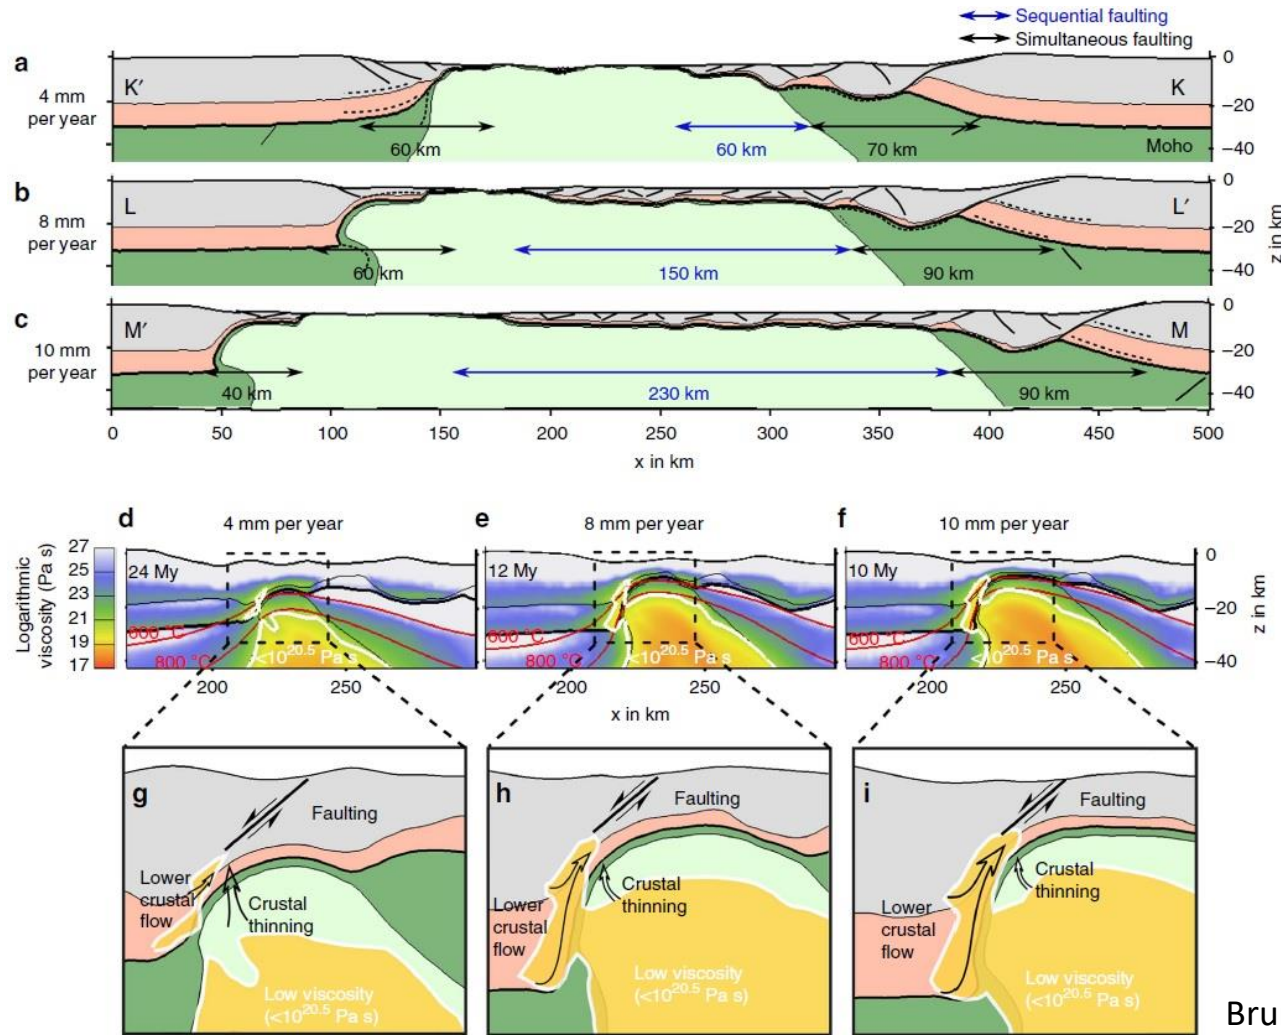 Sequential faulting
Simultaneous faulting
a
4 mm
per year
K′
K
60 km
60 km
70 km
Moho
0
−20
−40
b
8 mm
per year
L
L′
60 km
150 km
90 km
0
−20
−40
z in km
c
10 mm
per year
M′
M
40 km
230 km
90 km
0
−20
−40
0 50 100 150 200 250 300 350 400 450 500
x in km
Logarithmic
viscosity (Pa s)
27
25
23
21
19
17
d
4 mm per year
24 My
600 °C
800 °C
<10^20.5 Pa s
200 250
e
8 mm per year
12 My
600 °C
800 °C
<10^20.5 Pa s
200 250
f
10 mm per year
10 My
600 °C
800 °C
<10^20.5 Pa s
200 250
0
−20
−40
z in km
x in km
g
Faulting
Lower
crustal
flow
Crustal
thinning
Low viscosity
(<10^20.5 Pa s)
h
Faulting
Lower
crustal
flow
Crustal
thinning
Low viscosity
(<10^20.5 Pa s)
i
Faulting
Lower
crustal
flow
Crustal
thinning
Low viscosity
(<10^20.5 Pa s)
Bru